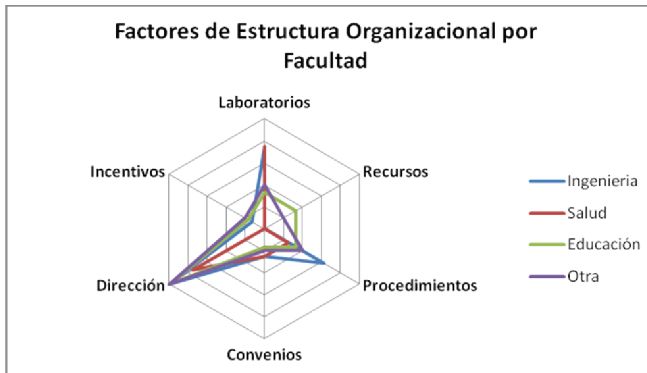 Factores de Estructura Organizacional por
Facultad
Laboratorios
Incentivos
Recursos
Ingenieria
Salud
Educación
Otra
Dirección
Procedimientos
Convenios